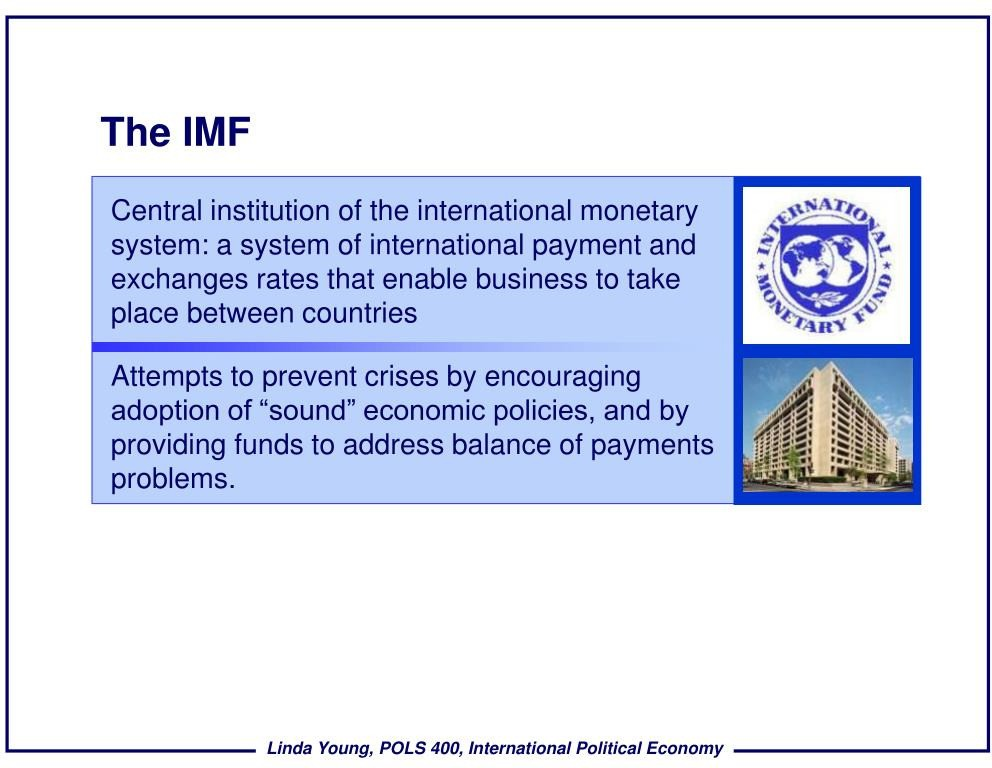 The IMF
Central institution of the international monetary
system: a system of international payment and
exchanges rates that enable business to take
place between countries
INTERNATIONAL
MONETARY FUND
Attempts to prevent crises by encouraging
adoption of “sound” economic policies, and by
providing funds to address balance of payments
problems.
Linda Young, POLS 400, International Political Economy